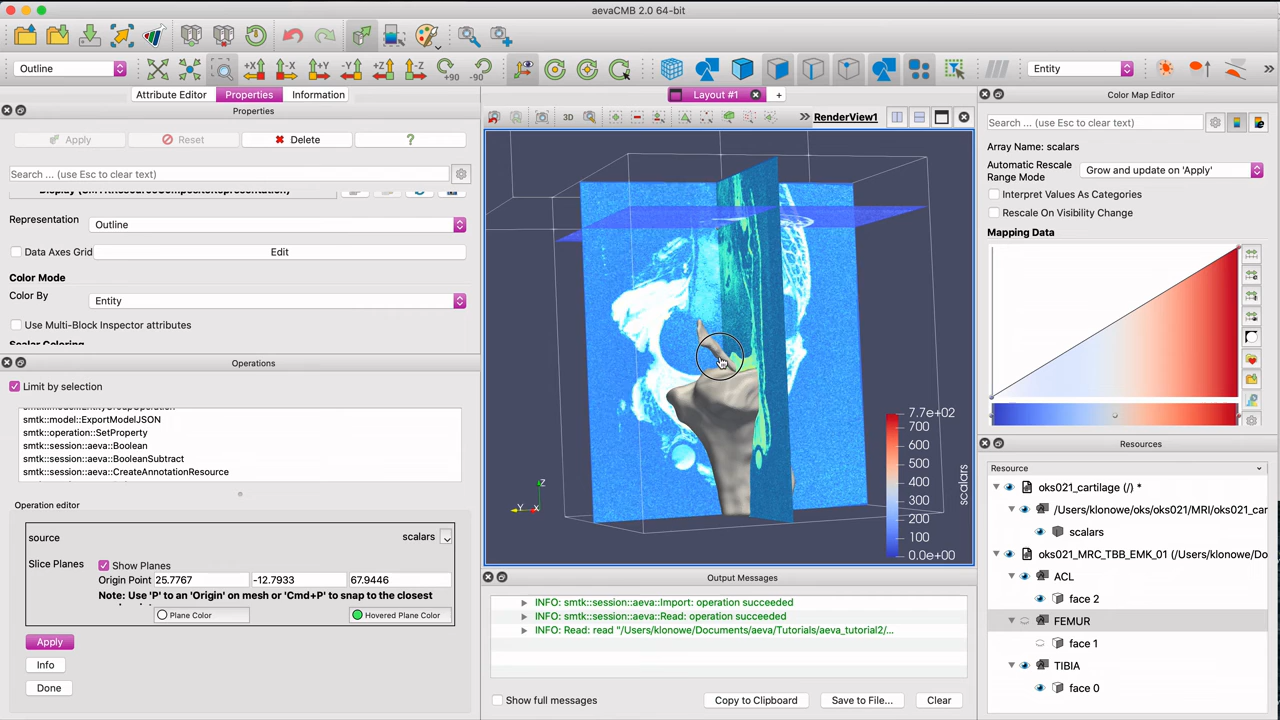 aevaCMB 2.0 64-bit
Outline
+X
-X
+Y
-Y
+Z
-Z
+90
-90
Entity
Attribute Editor
Properties
Information
Layout #1
+
Color Map Editor
Properties
3D
RenderView1
Search ... (use Esc to clear text)
Apply
Reset
Delete
?
Array Name: scalars
Automatic Rescale
Range Mode
Grow and update on 'Apply'
Search ... (use Esc to clear text)
Interpret Values As Categories
Rescale On Visibility Change
Representation
Outline
Mapping Data
Data Axes Grid
Edit
Color Mode
Color By
Entity
Use Multi-Block Inspector attributes
Scalar Coloring
Operations
Limit by selection
smtk::model::EntityGroupOperation
smtk::model::ExportModelJSON
smtk::operation::SetProperty
smtk::session::aeva::Boolean
smtk::session::aeva::BooleanSubtract
smtk::session::aeva::CreateAnnotationResource
7.7e+02
700
600
500
400
300
200
100
0.0e+00
scalars
Z
Y
X
Resources
Resource
oks021_cartilage (/) *
/Users/klonowe/oks/oks021/MRI/oks021_car
scalars
oks021_MRC_TBB_EMK_01 (/Users/klonowe/Do
ACL
face 2
FEMUR
face 1
TIBIA
face 0
Operation editor
source
scalars
Slice Planes
Show Planes
Origin Point
25.7767
-12.7933
67.9446
Note: Use 'P' to an 'Origin' on mesh or 'Cmd+P' to snap to the closest
Plane Color
Hovered Plane Color
Apply
Info
Done
Output Messages
INFO: smtk::session::aeva::Import: operation succeeded
INFO: smtk::session::aeva::Read: operation succeeded
INFO: Read: read "/Users/klonowe/Documents/aeva/Tutorials/aeva_tutorial2/...
Show full messages
Copy to Clipboard
Save to File...
Clear